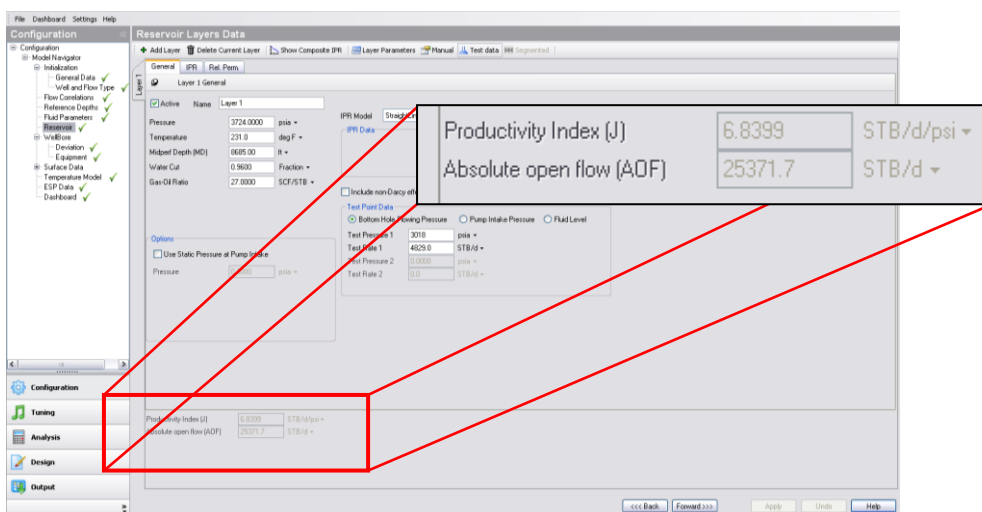 File Dashboard Settings Help
Configuration
Configuration
Model Navigator
Initialization
General Data
Well and Flow Type
Flow Correlations
Reference Depths
Fluid Parameters
Reservoir
WellBore
Deviation
Equipment
Surface Data
Temperature Model
ESP Data
Dashboard
Configuration
Tuning
Analysis
Design
Output
Reservoir Layers Data
Add Layer Delete Current Layer Show Composite IPR Layer Parameters Manual Test data Segmented
General IPR Rel. Perm.
Layer 1
Layer 1 General
Active Name Layer 1
Pressure 3724.0000 psia
Temperature 231.0 deg F
Midperf Depth (MD) 8685.00 ft
Water Cut 0.9600 Fraction
Gas-Oil Ratio 27.0000 SCF/STB
Options
Use Static Pressure at Pump Intake
Pressure psia
IPR Model
IPR Data
Include non-Darcy
Test Point Data
Bottom Hole Flowing Pressure Pump Intake Pressure Fluid Level
Test Pressure 1 3018 psia
Test Rate 1 4829.0 STB/d
Test Pressure 2 0.0000 psia
Test Rate 2 0.0 STB/d
Productivity Index (J) 6.8399 STB/d/psi
Absolute open flow (AOF) 25371.7 STB/d
Productivity Index (J) 6.8399 STB/d/psi
Absolute open flow (AOF) 25371.7 STB/d
<<< Back Forward >>> Apply Undo Help